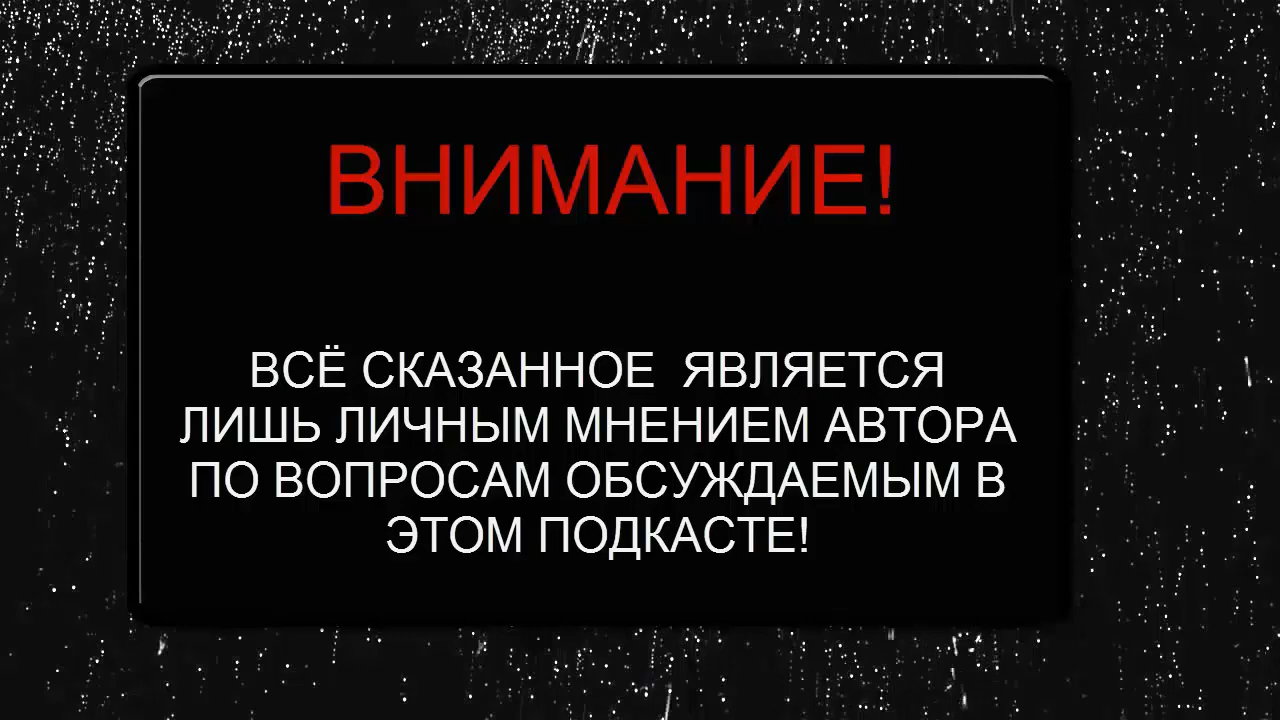 ВНИМАНИЕ!
ВСЁ СКАЗАННОЕ ЯВЛЯЕТСЯ
ЛИШЬ ЛИЧНЫМ МНЕНИЕМ АВТОРА
ПО ВОПРОСАМ ОБСУЖДАЕМЫМ В
ЭТОМ ПОДКАСТЕ!